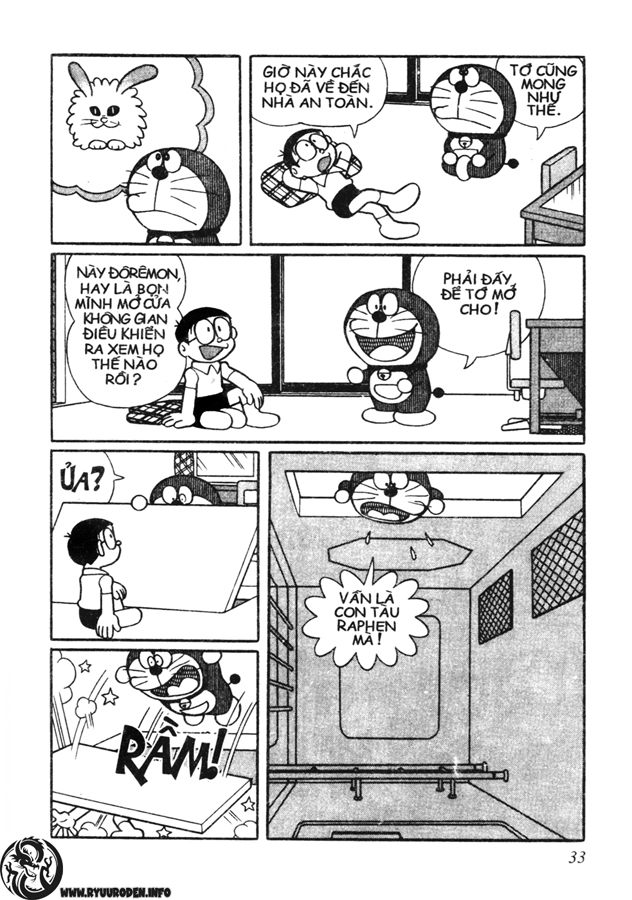 GIỜ NÀY CHẮC
HỌ ĐÃ VỀ ĐẾN
NHÀ AN TOÀN.
TỚ CŨNG
MONG
NHƯ
THẾ.
NÀY ĐÔRÊMON,
HAY LÀ BỌN
MÌNH MỞ CỬA
KHÔNG GIAN
ĐIỀU KHIỂN
RA XEM HỌ
THẾ NÀO
RỒI?
PHẢI ĐẤY,
ĐỂ TỚ MỞ
CHO!
ỦA?
VẪN LÀ
CON TÀU
RAPHEN
MÀ!
RẦM!
33
WWW.RYUURODEN.INFO